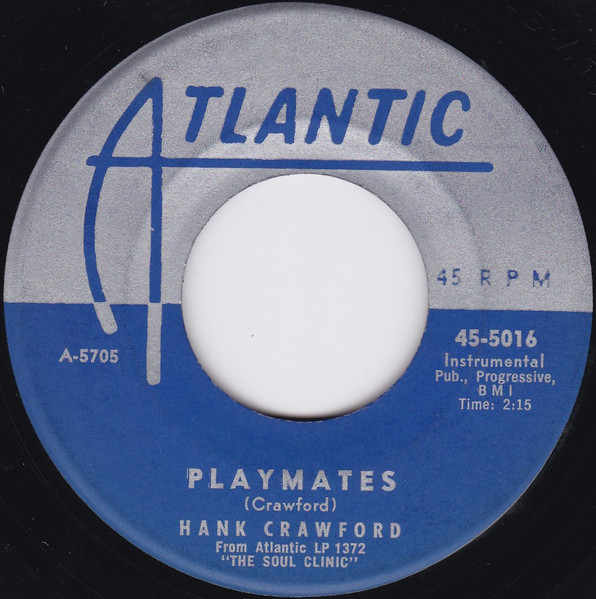 ATLANTIC
45 RPM
A-5705
45-5016
Instrumental
Pub., Progressive,
BMI
Time: 2:15
PLAYMATES
(Crawford)
HANK CRAWFORD
From Atlantic LP 1372
"THE SOUL CLINIC"